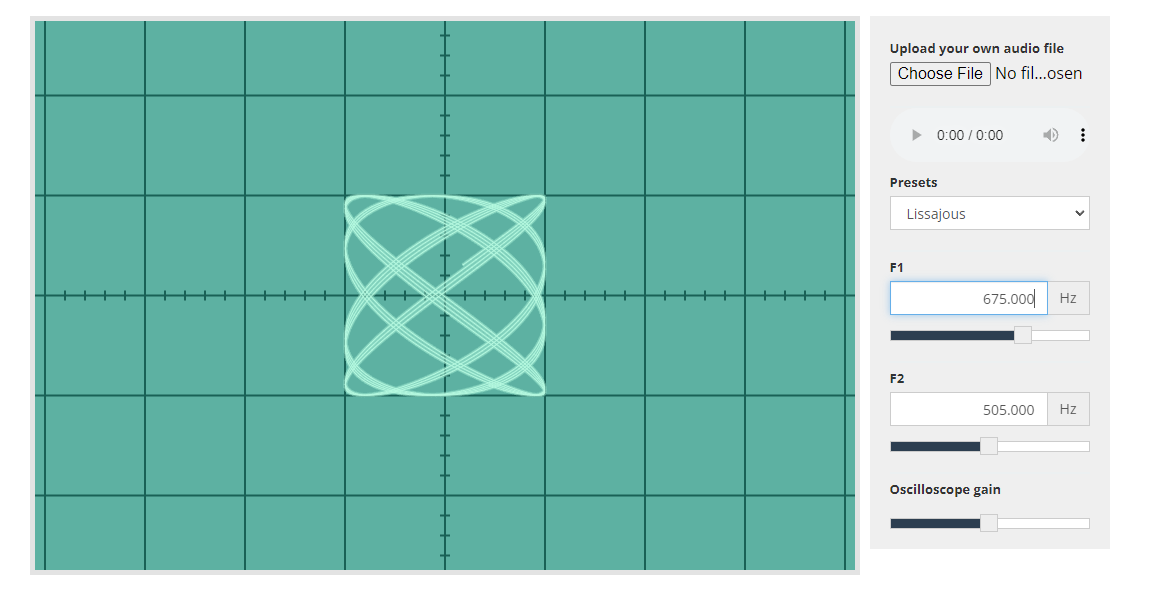 Upload your own audio file
Choose File No fil...osen
0:00 / 0:00
Presets
Lissajous
F1
675.000 Hz
F2
505.000 Hz
Oscilloscope gain